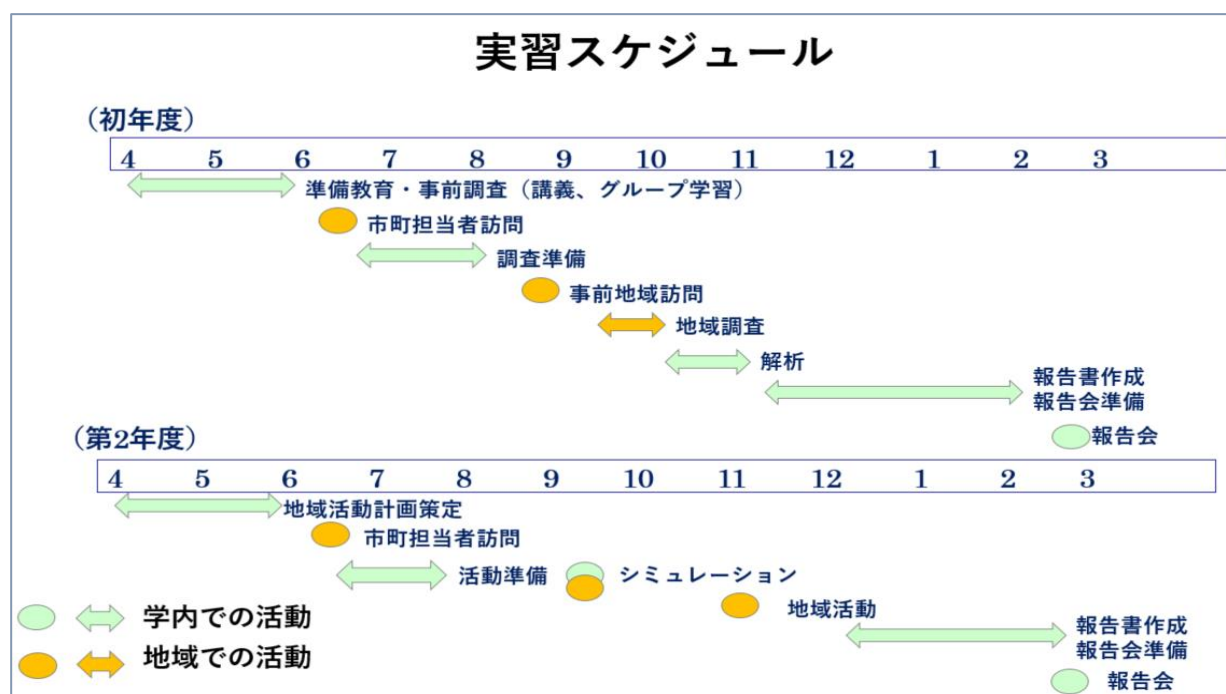 実習スケジュール
（初年度）
4 5 6 7 8 9 10 11 12 1 2 3
準備教育・事前調査（講義、グループ学習）
市町担当者訪問
調査準備
事前地域訪問
地域調査
解析
報告書作成
報告会準備
報告会
（第2年度）
4 5 6 7 8 9 10 11 12 1 2 3
地域活動計画策定
市町担当者訪問
活動準備
シミュレーション
地域活動
報告書作成
報告会準備
報告会
学内での活動
地域での活動